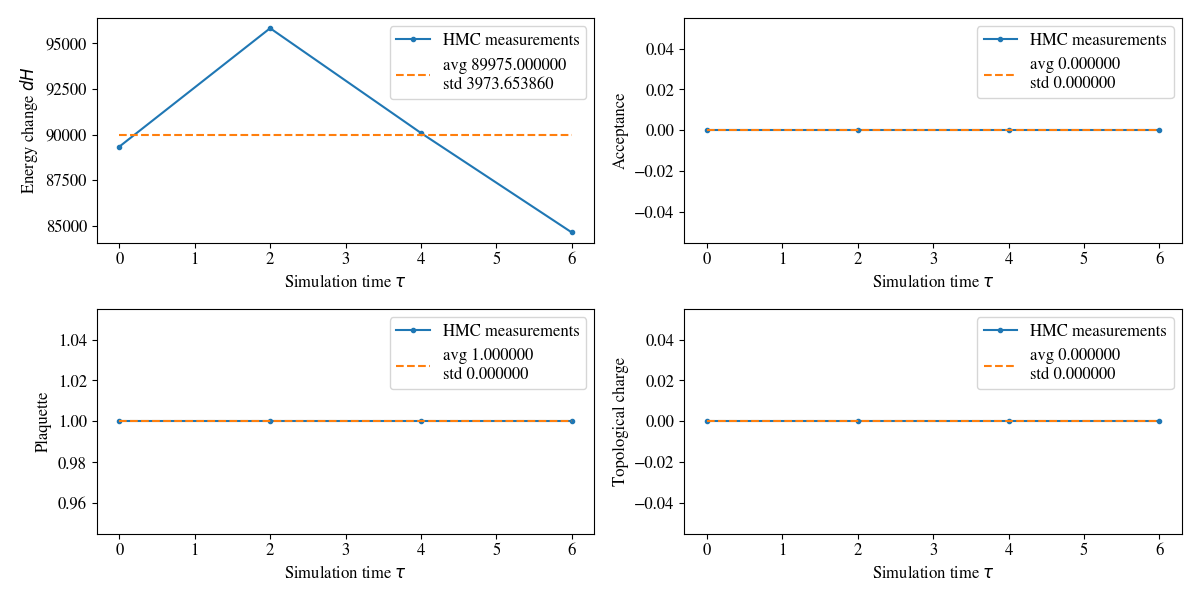 95000
92500
90000
87500
85000
Energy change dH
HMC measurements
avg 89975.000000
std 3973.653860
0 1 2 3 4 5 6
Simulation time τ
0.04
0.02
0.00
−0.02
−0.04
Acceptance
HMC measurements
avg 0.000000
std 0.000000
0 1 2 3 4 5 6
Simulation time τ
1.04
1.02
1.00
0.98
0.96
Plaquette
HMC measurements
avg 1.000000
std 0.000000
0 1 2 3 4 5 6
Simulation time τ
0.04
0.02
0.00
−0.02
−0.04
Topological charge
HMC measurements
avg 0.000000
std 0.000000
0 1 2 3 4 5 6
Simulation time τ